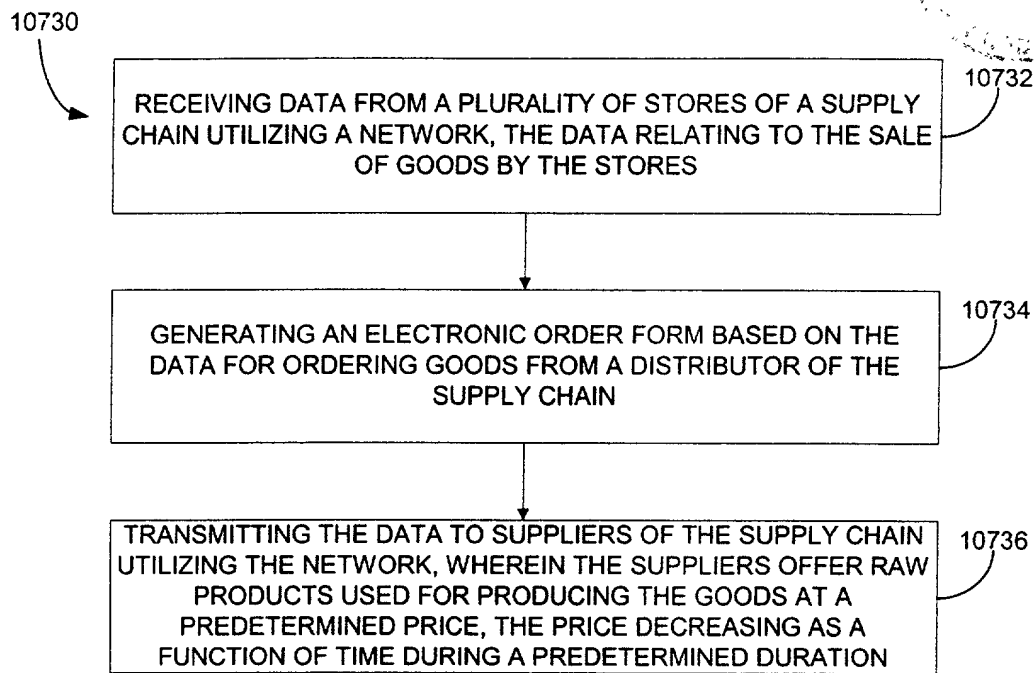 10730
10732
RECEIVING DATA FROM A PLURALITY OF STORES OF A SUPPLY
CHAIN UTILIZING A NETWORK, THE DATA RELATING TO THE SALE
OF GOODS BY THE STORES
10734
GENERATING AN ELECTRONIC ORDER FORM BASED ON THE
DATA FOR ORDERING GOODS FROM A DISTRIBUTOR OF THE
SUPPLY CHAIN
10736
TRANSMITTING THE DATA TO SUPPLIERS OF THE SUPPLY CHAIN
UTILIZING THE NETWORK, WHEREIN THE SUPPLIERS OFFER RAW
PRODUCTS USED FOR PRODUCING THE GOODS AT A
PREDETERMINED PRICE, THE PRICE DECREASING AS A
FUNCTION OF TIME DURING A PREDETERMINED DURATION